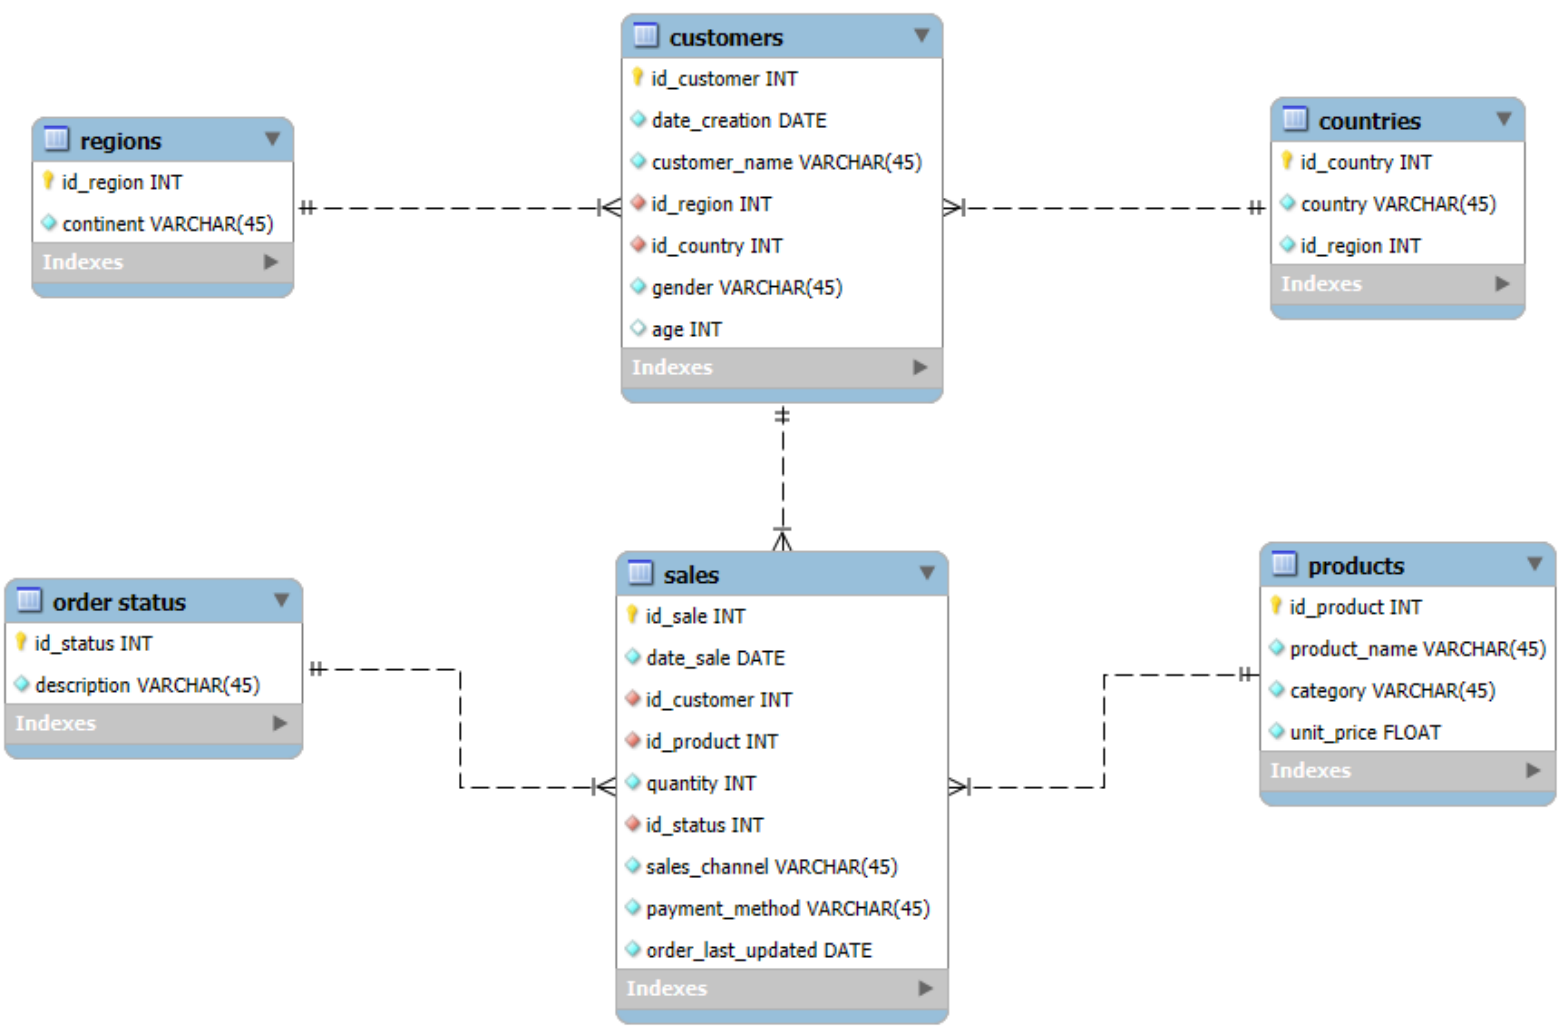 customers
id_customer INT
date_creation DATE
customer_name VARCHAR(45)
id_region INT
id_country INT
gender VARCHAR(45)
age INT
Indexes
regions
id_region INT
continent VARCHAR(45)
Indexes
countries
id_country INT
country VARCHAR(45)
id_region INT
Indexes
order status
id_status INT
description VARCHAR(45)
Indexes
sales
id_sale INT
date_sale DATE
id_customer INT
id_product INT
quantity INT
id_status INT
sales_channel VARCHAR(45)
payment_method VARCHAR(45)
order_last_updated DATE
Indexes
products
id_product INT
product_name VARCHAR(45)
category VARCHAR(45)
unit_price FLOAT
Indexes